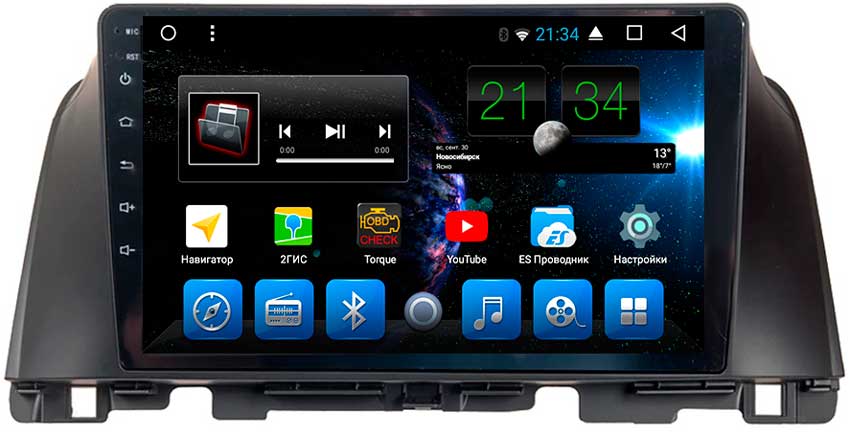 MIC
21:34
RST
21 34
0:00 0:00
вс, сент. 30
Новосибирск
Ясно
13°
18°/7°
OBD
CHECK
ES
Навигатор
2ГИС
Torque
YouTube
ES Проводник
Настройки